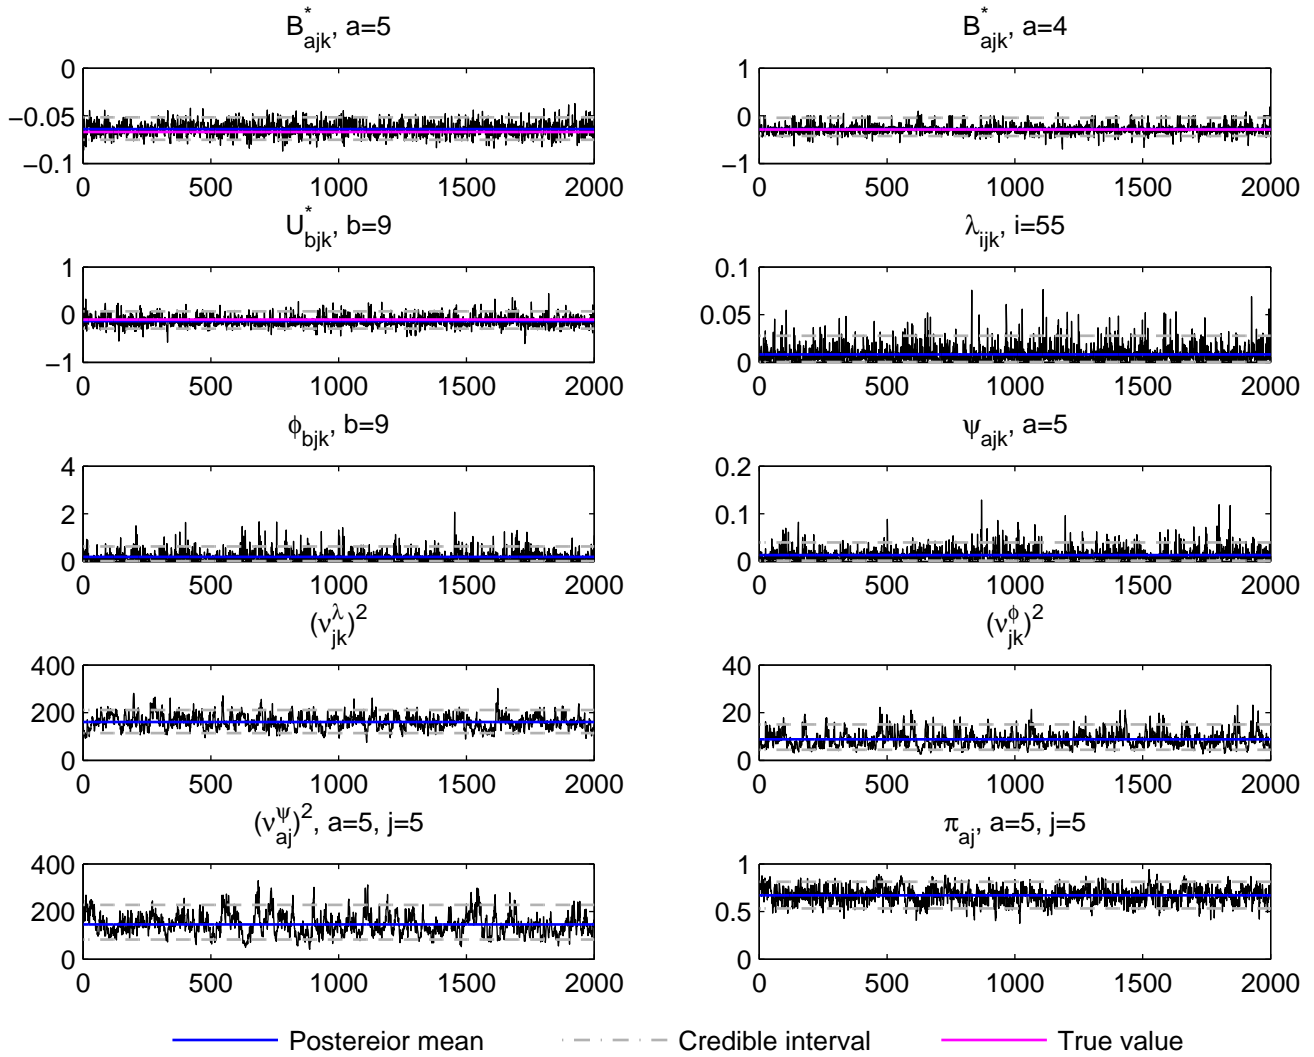 B*ajk, a=5
B*ajk, a=4
0
−0.05
−0.1
0 500 1000 1500 2000
1
0
−1
0 500 1000 1500 2000
U*bjk, b=9
λijk, i=55
1
0
−1
0 500 1000 1500 2000
0.1
0.05
0
0 500 1000 1500 2000
ϕbjk, b=9
ψajk, a=5
4
2
0
0 500 1000 1500 2000
0.2
0.1
0
0 500 1000 1500 2000
(νλjk)2
(νϕjk)2
400
200
0
0 500 1000 1500 2000
40
20
0
0 500 1000 1500 2000
(νψaj)2, a=5, j=5
πaj, a=5, j=5
400
200
0
0 500 1000 1500 2000
1
0.5
0
0 500 1000 1500 2000
Postereior mean
Credible interval
True value